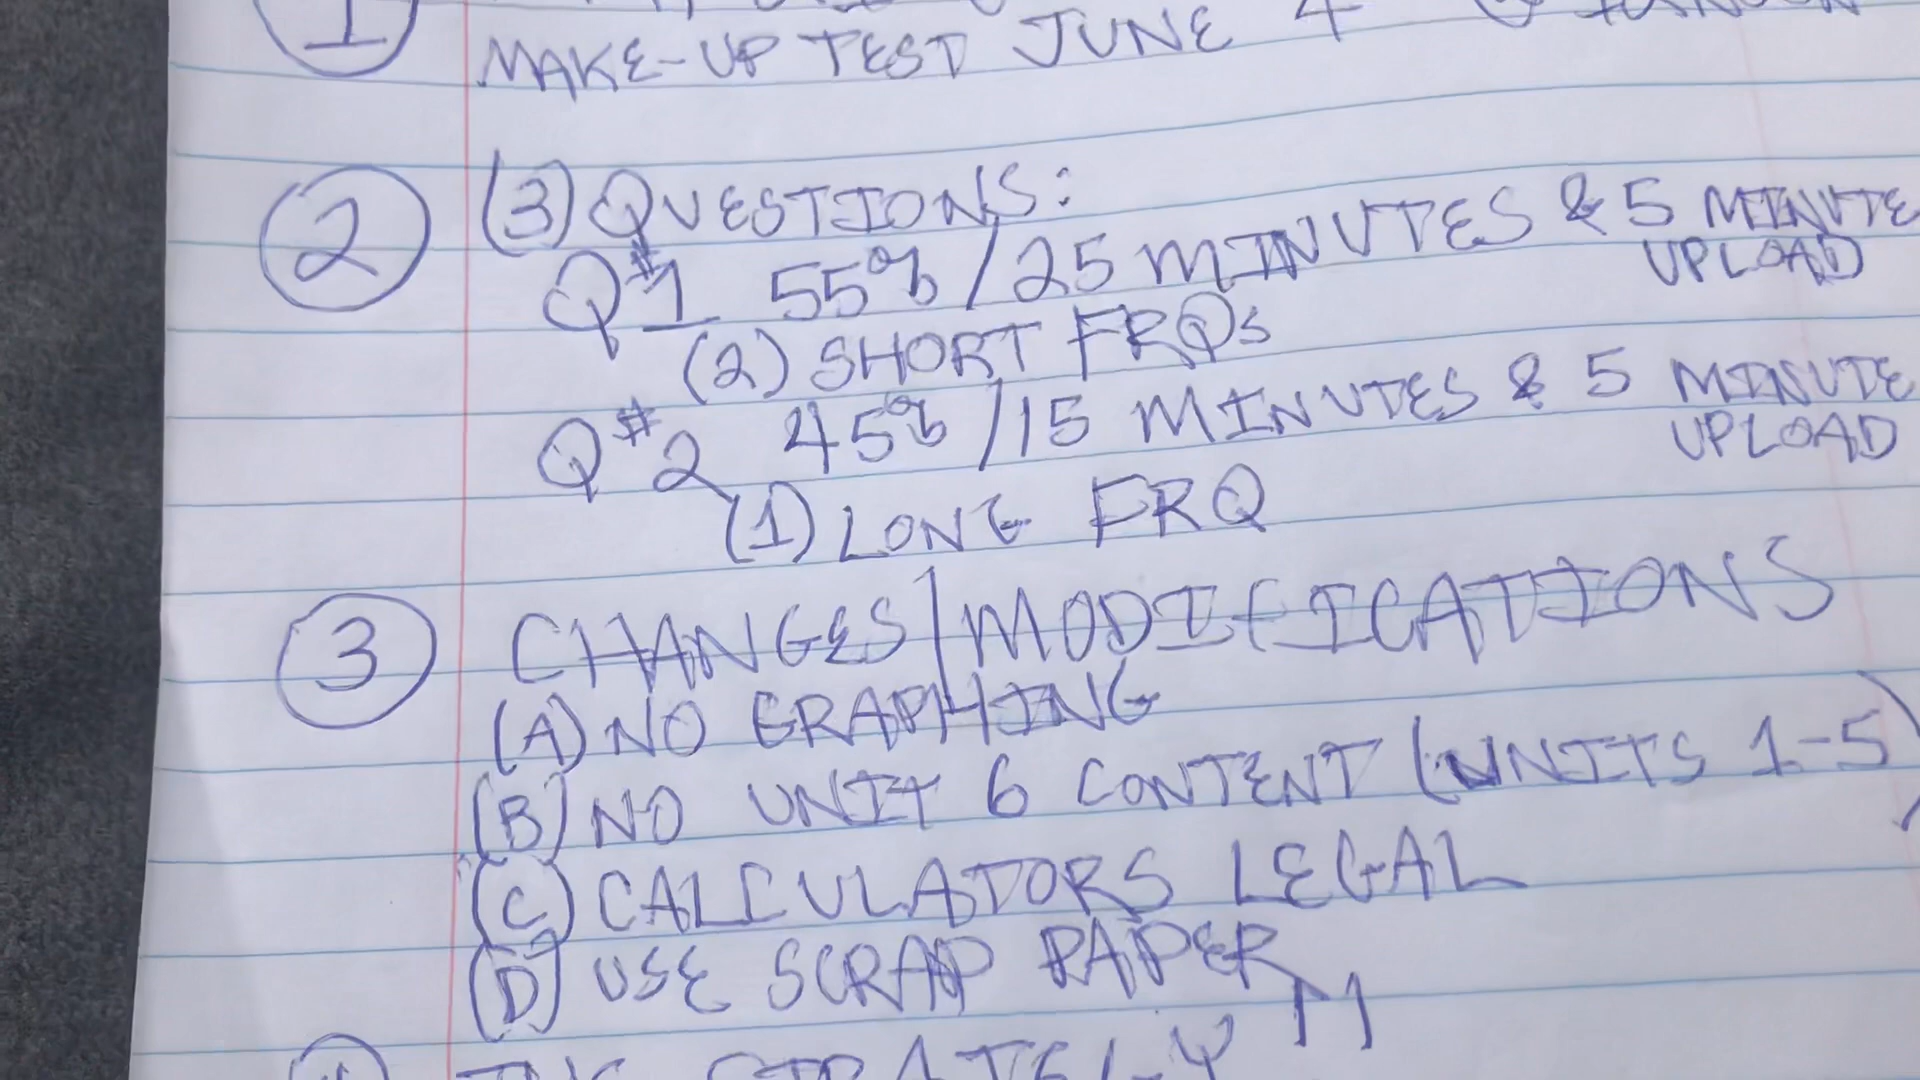 1
MAKE-UP TEST JUNE 4
2 (3) QUESTIONS:
Q#1 55% / 25 MINUTES & 5 MINUTE
UPLOAD
(2) SHORT FRQs
Q#2 45% / 15 MINUTES & 5 MINUTE
UPLOAD
(1) LONG FRQ
3 CHANGES/MODIFICATIONS
(A) NO GRAPHING
(B) NO UNIT 6 CONTENT (UNITS 1-5)
(C) CALCULATORS LEGAL
(D) USE SCRAP PAPER
STRATEGY